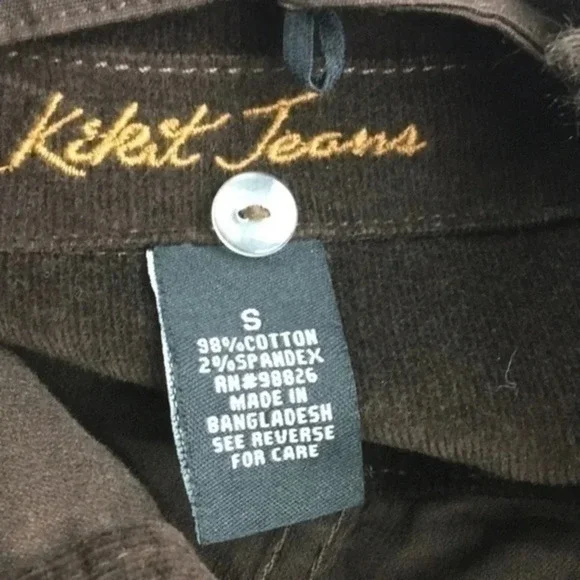 Kikit Jeans
S
98%COTTON
2%SPANDEX
RN#98826
MADE IN
BANGLADESH
SEE REVERSE
FOR CARE